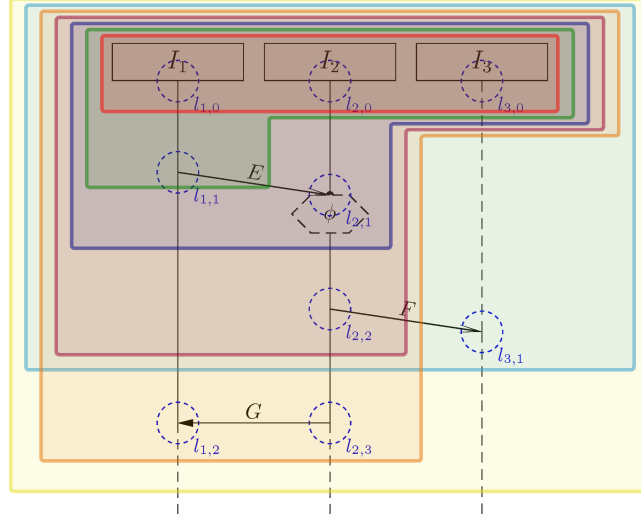 I₁ I₂ I₃
l₁,₀ l₂,₀ l₃,₀
E
l₁,₁ l₂,₁
ϕ
F
l₂,₂ l₃,₁
G
l₁,₂ l₂,₃